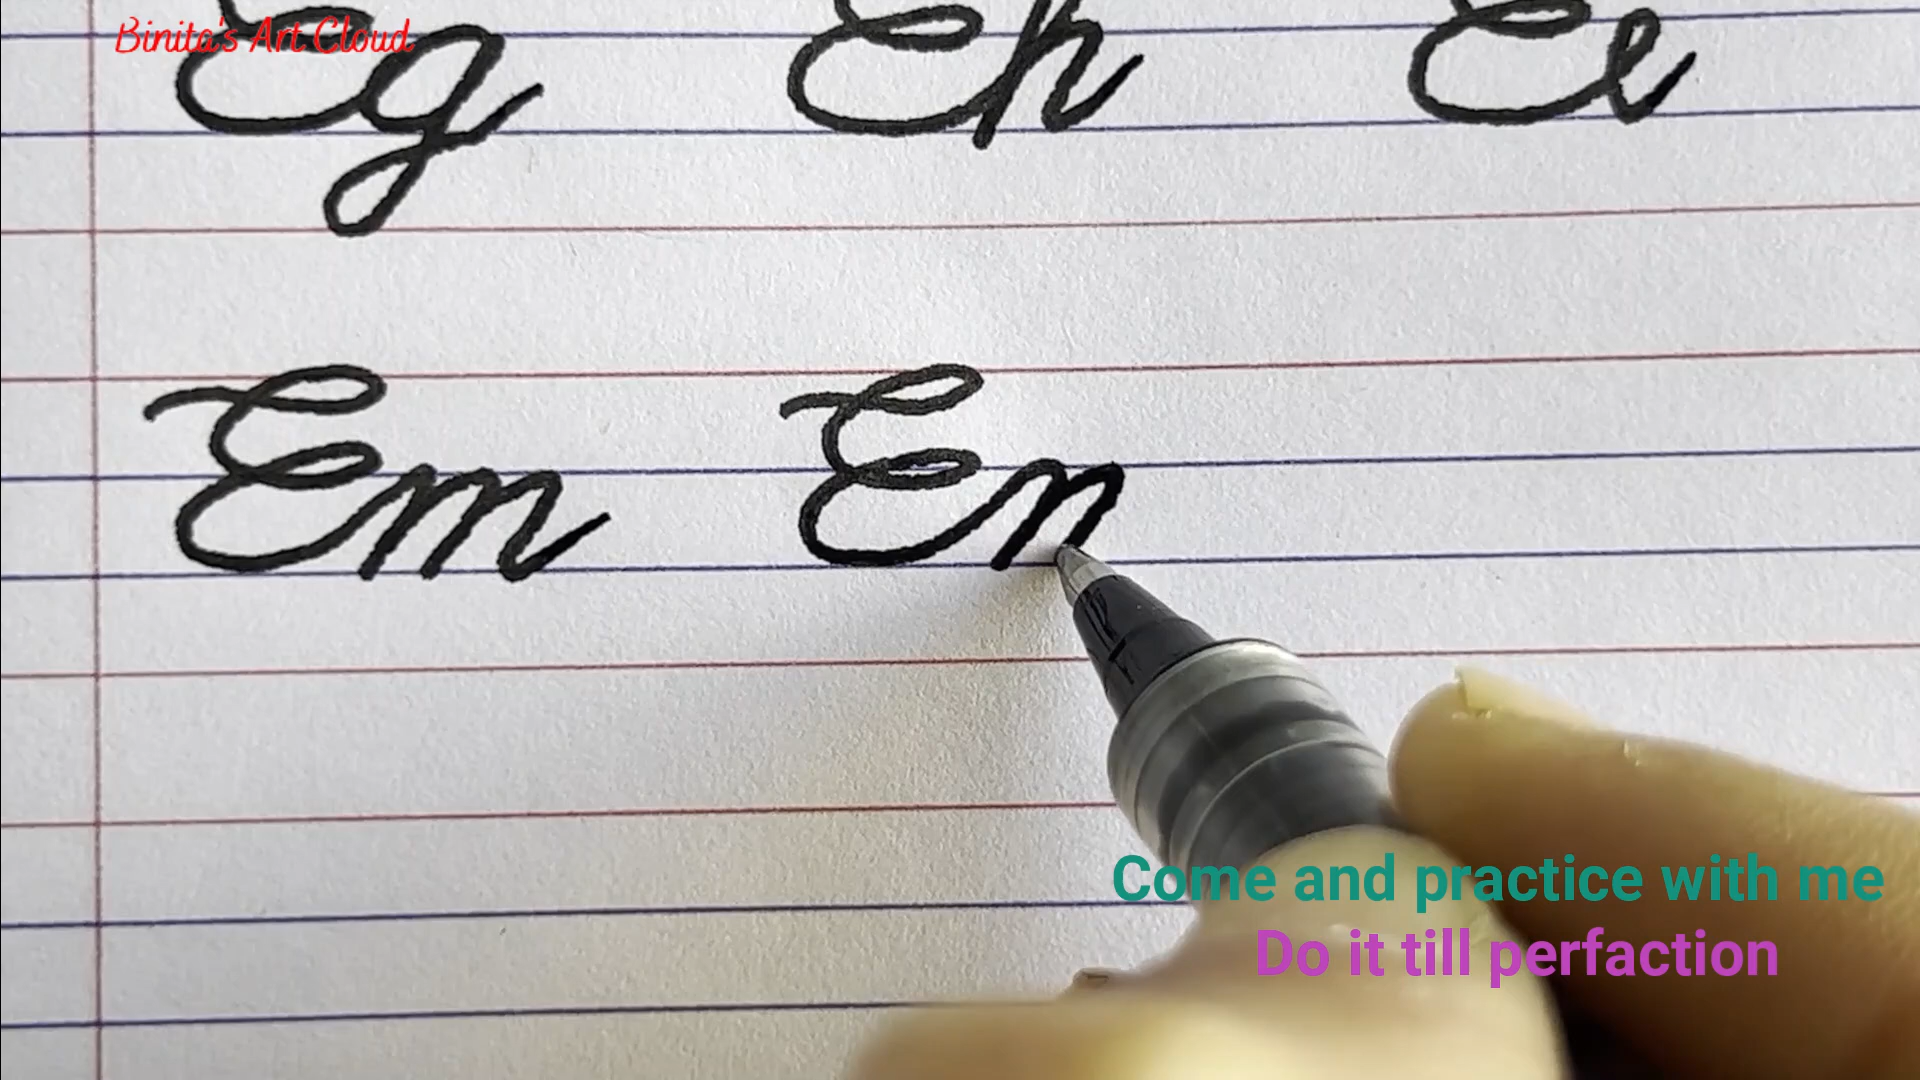 Binita's Art Cloud
Eg Eh Ei
Em En
Come and practice with me
Do it till perfaction